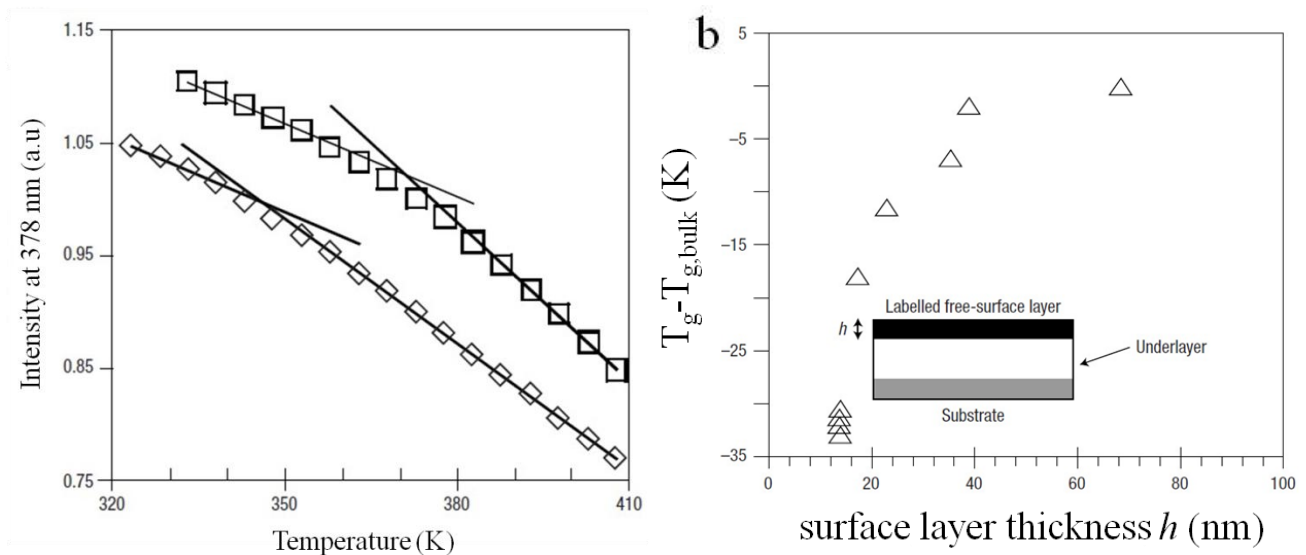 1.15
1.05
0.95
0.85
0.75
Intensity at 378 nm (a.u)
320
350
380
410
Temperature (K)
b
5
−5
−15
−25
−35
T_g-T_g,bulk (K)
Labelled free-surface layer
h
Underlayer
Substrate
0
20
40
60
80
100
surface layer thickness h (nm)